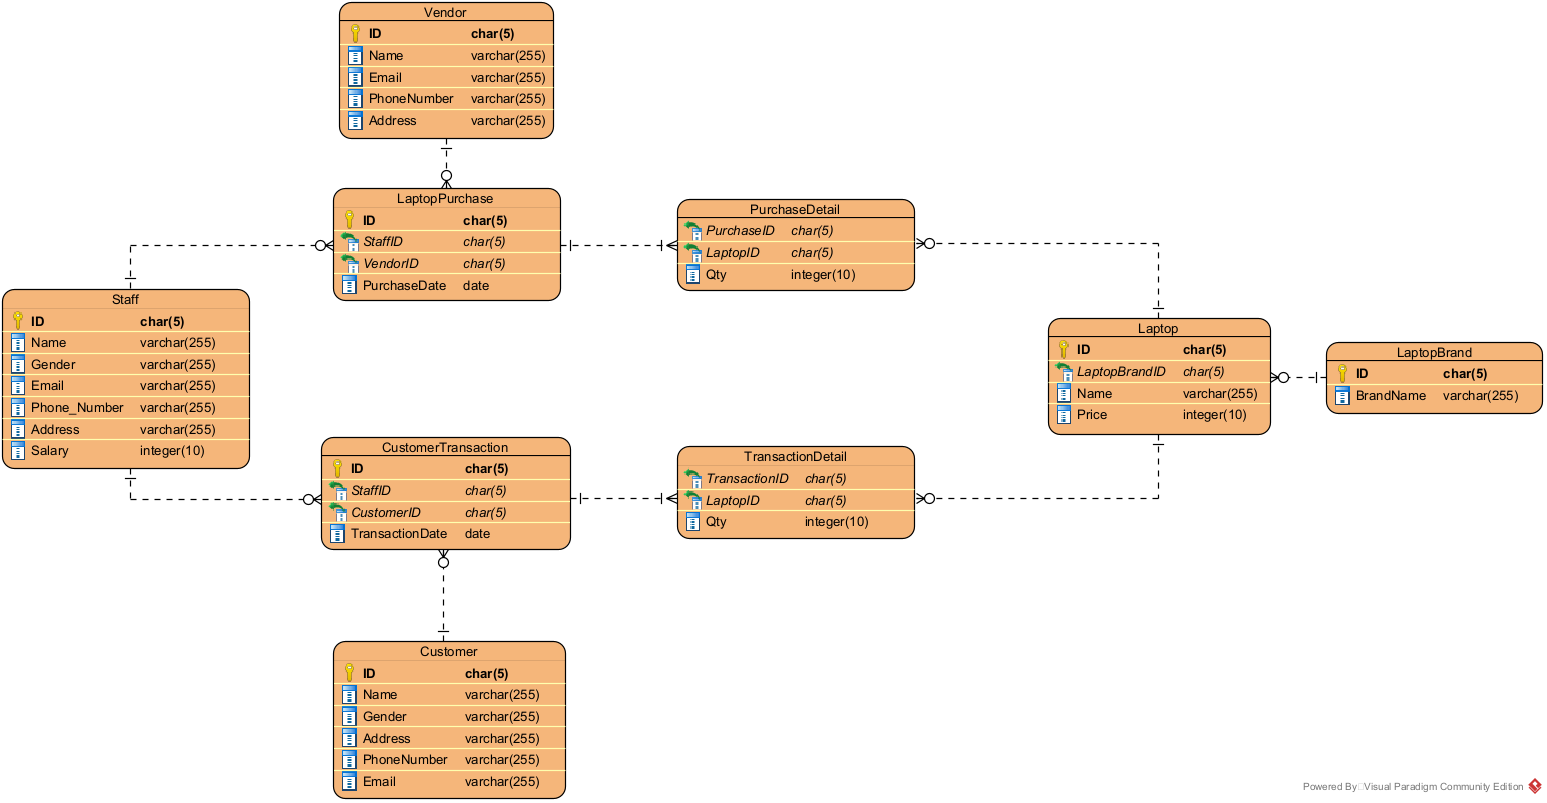 Vendor
ID char(5)
Name varchar(255)
Email varchar(255)
PhoneNumber varchar(255)
Address varchar(255)
LaptopPurchase
ID char(5)
StaffID char(5)
VendorID char(5)
PurchaseDate date
PurchaseDetail
PurchaseID char(5)
LaptopID char(5)
Qty integer(10)
Staff
ID char(5)
Name varchar(255)
Gender varchar(255)
Email varchar(255)
Phone_Number varchar(255)
Address varchar(255)
Salary integer(10)
Laptop
ID char(5)
LaptopBrandID char(5)
Name varchar(255)
Price integer(10)
LaptopBrand
ID char(5)
BrandName varchar(255)
CustomerTransaction
ID char(5)
StaffID char(5)
CustomerID char(5)
TransactionDate date
TransactionDetail
TransactionID char(5)
LaptopID char(5)
Qty integer(10)
Customer
ID char(5)
Name varchar(255)
Gender varchar(255)
Address varchar(255)
PhoneNumber varchar(255)
Email varchar(255)
Powered By Visual Paradigm Community Edition